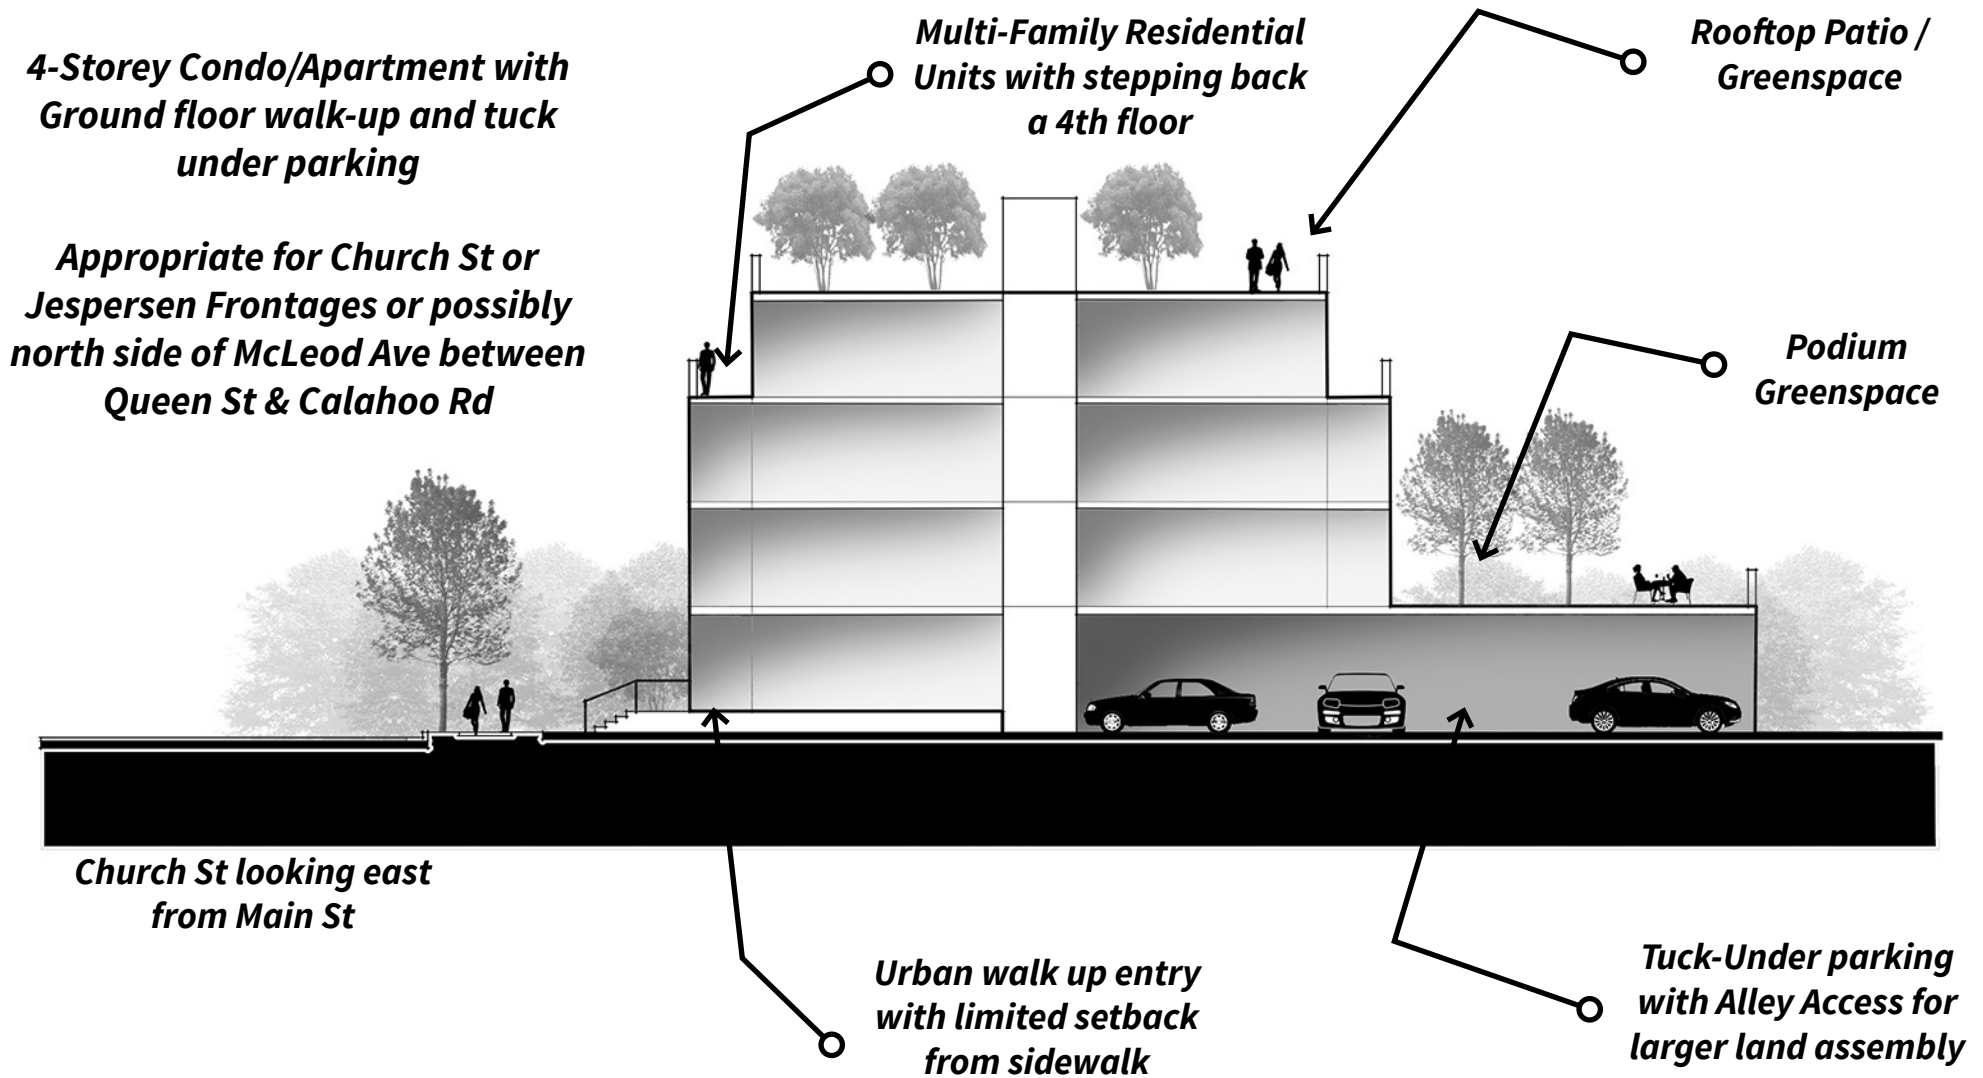 4-Storey Condo/Apartment with
Ground floor walk-up and tuck
under parking
Appropriate for Church St or
Jespersen Frontages or possibly
north side of McLeod Ave between
Queen St & Calahoo Rd
Multi-Family Residential
Units with stepping back
a 4th floor
Rooftop Patio /
Greenspace
Podium
Greenspace
Church St looking east
from Main St
Urban walk up entry
with limited setback
from sidewalk
Tuck-Under parking
with Alley Access for
larger land assembly